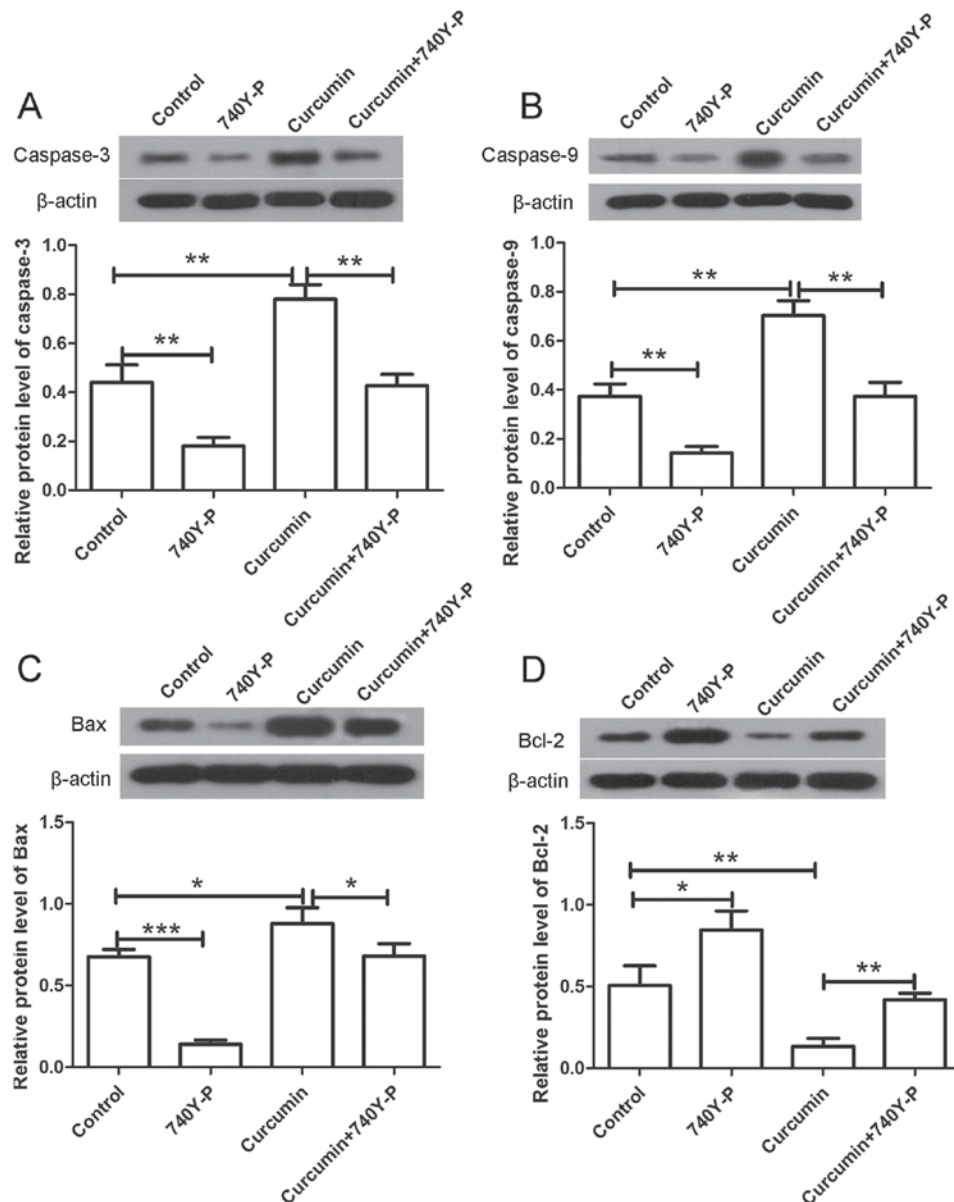 A
Control
740Y-P
Curcumin
Curcumin+740Y-P
Caspase-3
β-actin
Relative protein level of caspase-3
1.0
0.8
0.6
0.4
0.2
0.0
**
**
**
Control
740Y-P
Curcumin
Curcumin+740Y-P
B
Control
740Y-P
Curcumin
Curcumin+740Y-P
Caspase-9
β-actin
Relative protein level of caspase-9
1.0
0.8
0.6
0.4
0.2
0.0
**
**
**
Control
740Y-P
Curcumin
Curcumin+740Y-P
C
Control
740Y-P
Curcumin
Curcumin+740Y-P
Bax
β-actin
Relative protein level of Bax
1.5
1.0
0.5
0.0
*
*
***
Control
740Y-P
Curcumin
Curcumin+740Y-P
D
Control
740Y-P
Curcumin
Curcumin+740Y-P
Bcl-2
β-actin
Relative protein level of Bcl-2
1.5
1.0
0.5
0.0
**
*
**
Control
740Y-P
Curcumin
Curcumin+740Y-P